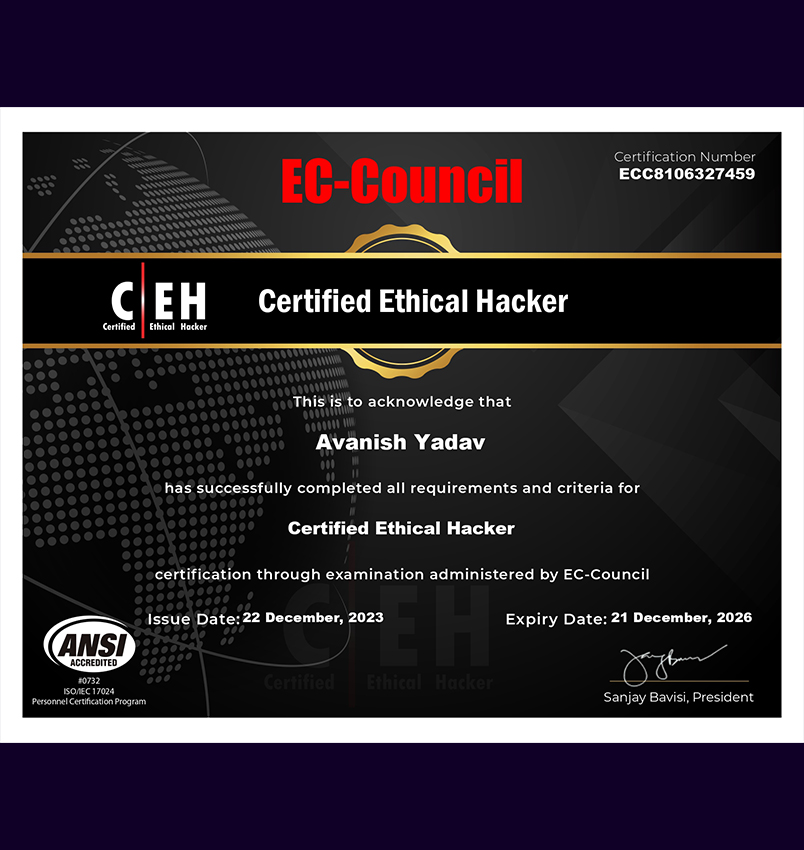 EC-Council
Certification Number
ECC8106327459
C|EH
Certified Ethical Hacker
Certified Ethical Hacker
This is to acknowledge that
Avanish Yadav
has successfully completed all requirements and criteria for
Certified Ethical Hacker
certification through examination administered by EC-Council
Issue Date: 22 December, 2023
Expiry Date: 21 December, 2026
C EH
Certified Ethical Hacker
ANSI
ACCREDITED
#0732
ISO/IEC 17024
Personnel Certification Program
Sanjay Bavisi, President